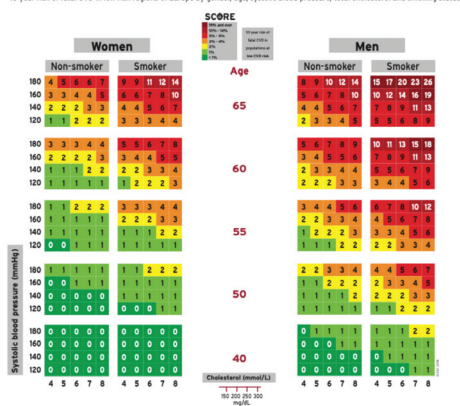 SCORE
15% and over
10% - 14%
10 year risk of
fatal CVD in
populations at
low CVD risk
Women Men
Non-smoker Smoker Age Non-smoker Smoker
180 4 5 6 6 7 9 9 11 12 14 8 9 10 12 14 15 17 20 23 26
160 3 3 4 4 5 6 6 7 8 10 5 6 7 8 10 10 12 14 16 19
140 2 2 2 3 3 4 4 5 6 7 65 4 4 5 6 7 7 8 9 11 13
120 1 1 2 2 2 3 3 3 4 4 2 3 3 4 5 5 5 6 8 9
180 3 3 3 4 4 5 5 6 7 8 5 6 7 8 9 10 11 13 15 18
160 2 2 2 2 3 3 4 4 5 5 3 4 5 5 6 7 8 9 11 13
140 1 1 1 2 2 2 2 3 3 4 60 2 3 3 4 4 5 5 6 7 9
120 1 1 1 1 1 1 2 2 2 3 2 2 2 3 3 3 4 4 5 6
180 1 1 2 2 2 3 3 3 4 4 3 4 4 5 6 6 7 8 10 12
160 1 1 1 1 1 2 2 2 3 3 2 2 3 3 4 4 5 6 7 8
140 1 1 1 1 1 1 1 1 2 2 55 1 2 2 2 3 3 3 4 5 6
120 0 0 1 1 1 1 1 1 1 1 1 1 1 2 2 2 2 3 3 4
180 1 1 1 1 1 1 1 2 2 2 2 2 3 3 4 4 4 5 6 7
160 0 0 1 1 1 1 1 1 1 1 1 1 2 2 2 2 3 3 4 5
140 0 0 0 0 0 1 1 1 1 1 50 1 1 1 1 2 2 2 2 3 3
120 0 0 0 0 0 0 0 0 1 1 1 1 1 1 1 1 1 2 2 2
180 0 0 0 0 0 0 0 0 0 0 0 1 1 1 1 1 1 1 2 2
160 0 0 0 0 0 0 0 0 0 0 0 0 1 1 1 1 1 1 1 1
140 0 0 0 0 0 0 0 0 0 0 40 0 0 0 0 1 0 1 1 1 1
120 0 0 0 0 0 0 0 0 0 0 0 0 0 0 0 0 0 1 1 1
4 5 6 7 8 4 5 6 7 8 4 5 6 7 8 4 5 6 7 8
Systolic blood pressure (mmHg)
Cholesterol (mmol/L)
150 200 250 300
mg/dL